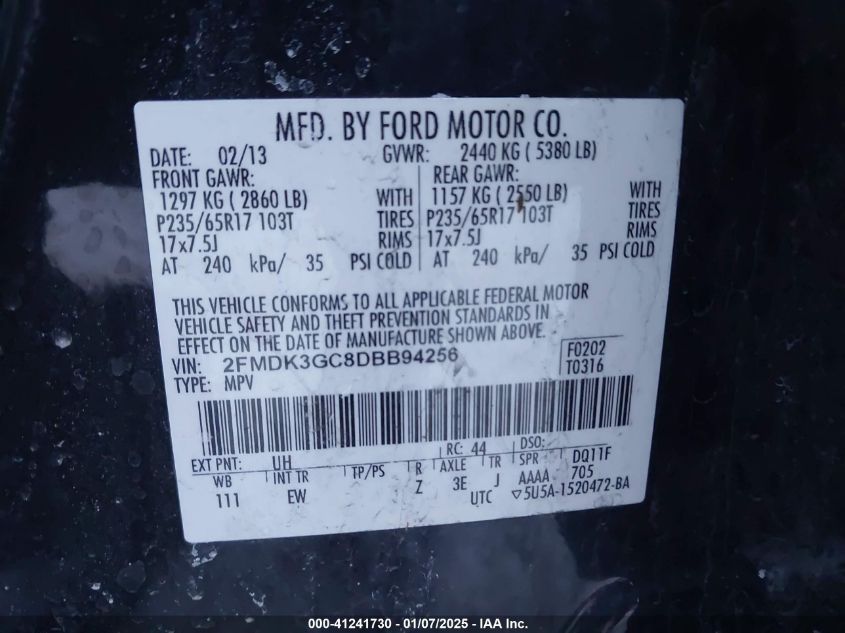 MFD. BY FORD MOTOR CO.
DATE: 02/13 GVWR: 2440 KG ( 5380 LB)
FRONT GAWR: REAR GAWR:
1297 KG ( 2860 LB) WITH 1157 KG ( 2550 LB) WITH
P235/65R17 103T TIRES P235/65R17 103T TIRES
17x7.5J RIMS 17x7.5J RIMS
AT 240 kPa/ 35 PSI COLD AT 240 kPa/ 35 PSI COLD
THIS VEHICLE CONFORMS TO ALL APPLICABLE FEDERAL MOTOR
VEHICLE SAFETY AND THEFT PREVENTION STANDARDS IN
EFFECT ON THE DATE OF MANUFACTURE SHOWN ABOVE.
VIN: 2FMDK3GC8DBB94256 F0202
TYPE: MPV T0316
EXT PNT: UH RC: 44 DSO:
WB INT TR TP/PS R AXLE TR SPR DQ11F
111 EW Z 3E J AAAA 705
UTC ▽5U5A-1520472-BA
000-41241730 - 01/07/2025 - IAA Inc.